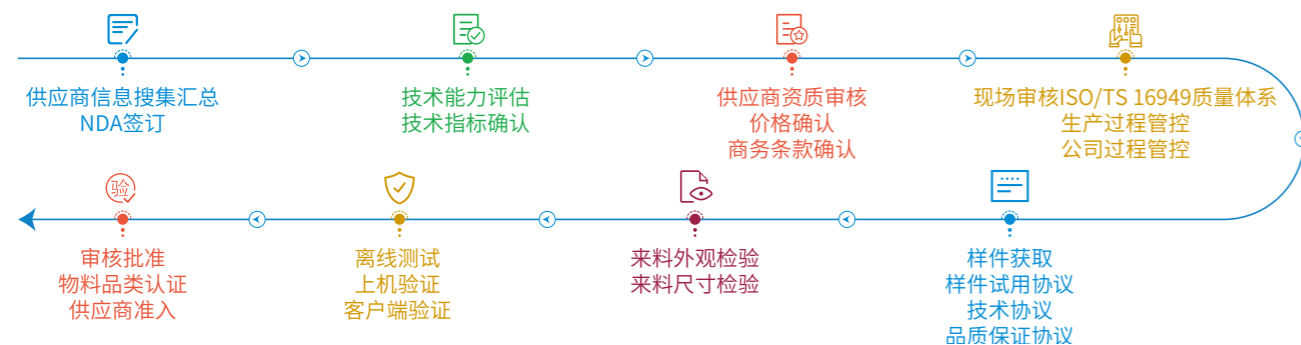 供应商信息搜集汇总
NDA签订
技术能力评估
技术指标确认
供应商资质审核
价格确认
商务条款确认
现场审核ISO/TS 16949质量体系
生产过程管控
公司过程管控
样件获取
样件试用协议
技术协议
品质保证协议
来料外观检验
来料尺寸检验
离线测试
上机验证
客户端验证
验
审核批准
物料品类认证
供应商准入